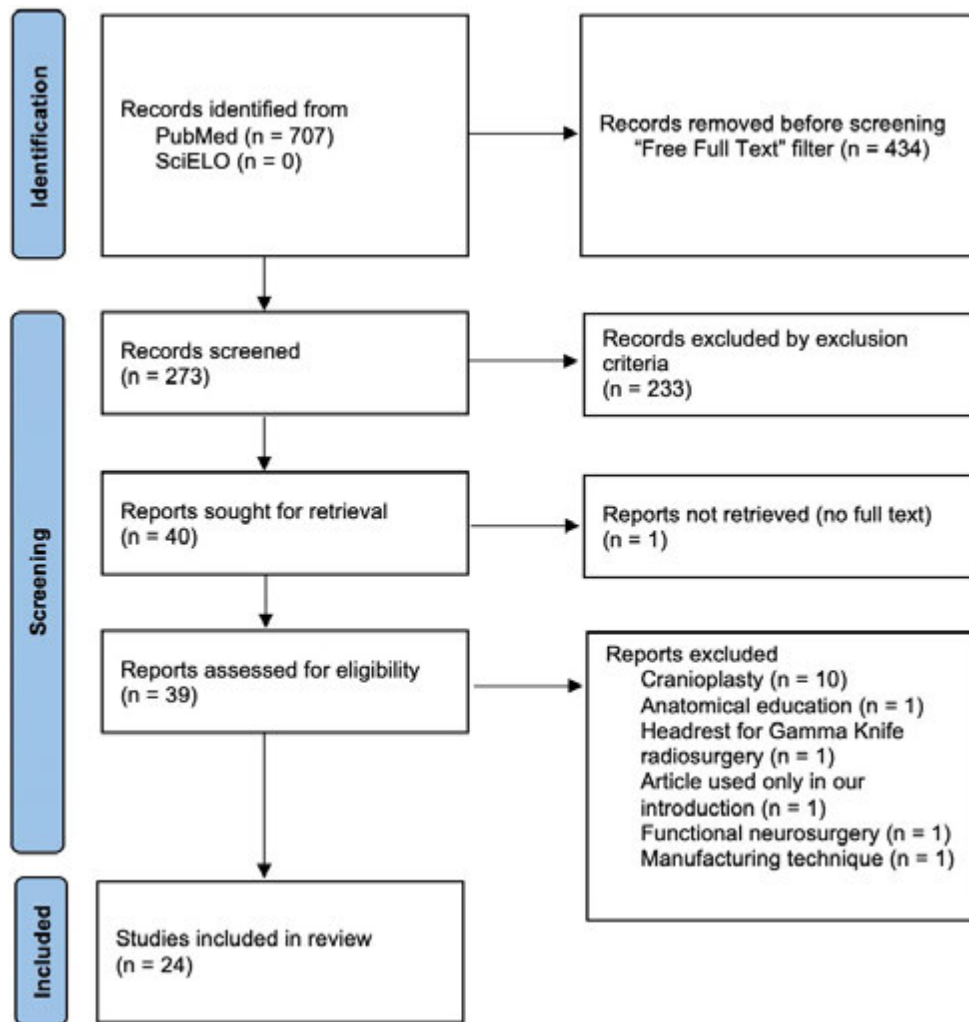 Identification
Records identified from
PubMed (n = 707)
SciELO (n = 0)
Records removed before screening
"Free Full Text" filter (n = 434)
Screening
Records screened
(n = 273)
Records excluded by exclusion
criteria
(n = 233)
Reports sought for retrieval
(n = 40)
Reports not retrieved (no full text)
(n = 1)
Reports assessed for eligibility
(n = 39)
Reports excluded
Cranioplasty (n = 10)
Anatomical education (n = 1)
Headrest for Gamma Knife
radiosurgery (n = 1)
Article used only in our
introduction (n = 1)
Functional neurosurgery (n = 1)
Manufacturing technique (n = 1)
Included
Studies included in review
(n = 24)